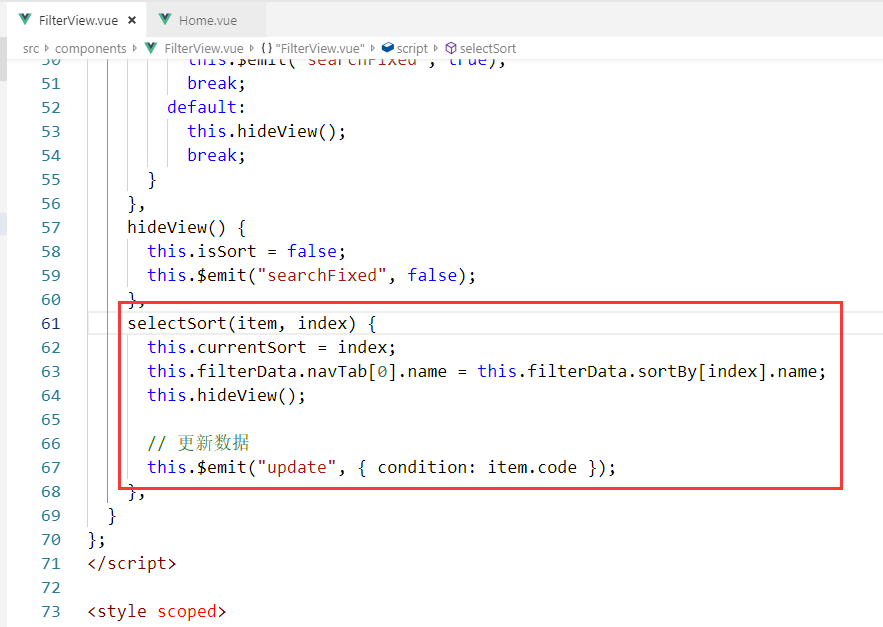 FilterView.vue × Home.vue
src components FilterView.vue {} "FilterView.vue" script selectSort
50 this.$emit("searchFixed", true);
51 break;
52 default:
53 this.hideView();
54 break;
55 }
56 },
57 hideView() {
58 this.isSort = false;
59 this.$emit("searchFixed", false);
60 },
61 selectSort(item, index) {
62 this.currentSort = index;
63 this.filterData.navTab[0].name = this.filterData.sortBy[index].name;
64 this.hideView();
65
66 // 更新数据
67 this.$emit("update", { condition: item.code });
68 },
69 }
70 };
71 </script>
72
73 <style scoped>